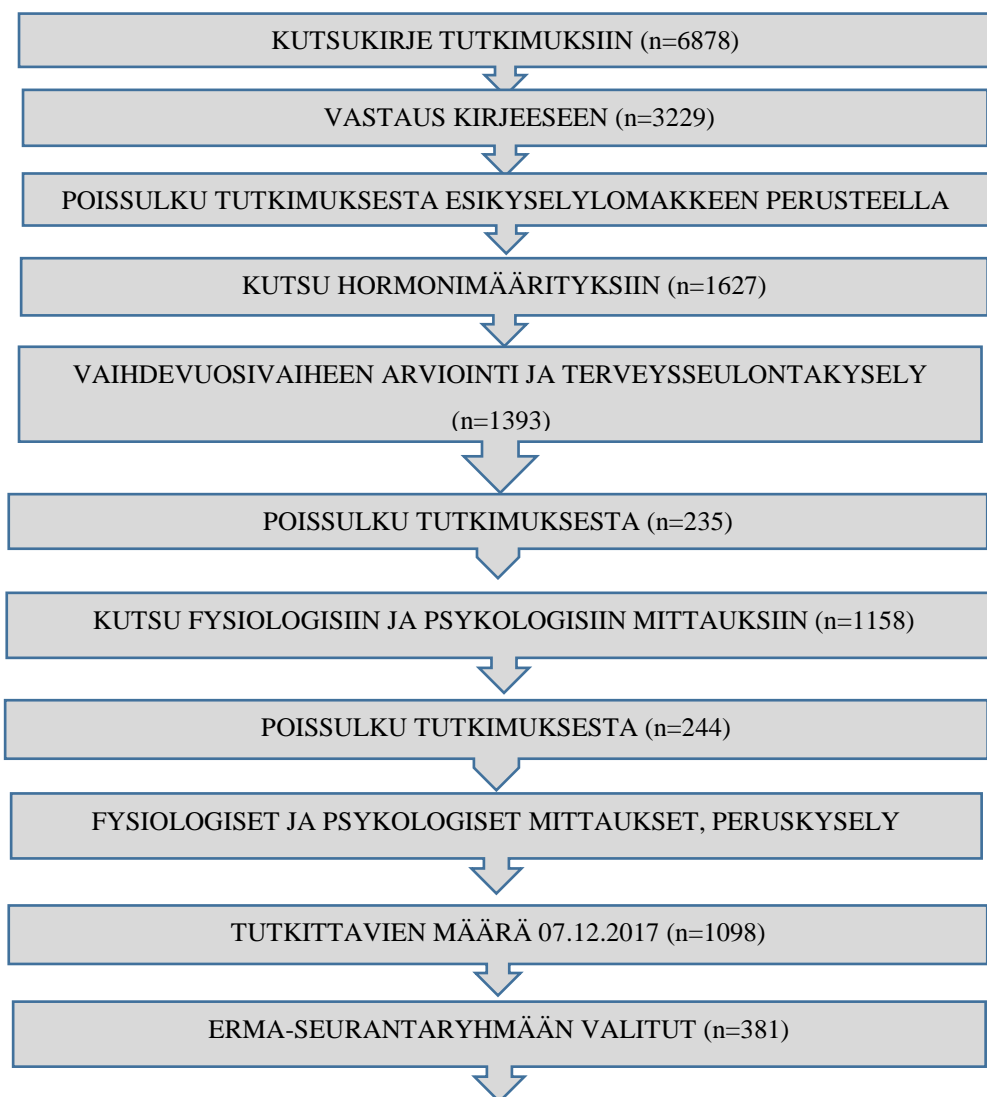 KUTSUKIRJE TUTKIMUKSIIN (n=6878)
VASTAUS KIRJEESEEN (n=3229)
POISSULKU TUTKIMUKSESTA ESIKYSELYLOMAKKEEN PERUSTEELLA
KUTSU HORMONIMÄÄRITYKSIIN (n=1627)
VAIHDEVUOSIVAIHEEN ARVIOINTI JA TERVEYSSEULONTAKYSELY
(n=1393)
POISSULKU TUTKIMUKSESTA (n=235)
KUTSU FYSIOLOGISIIN JA PSYKOLOGISIIN MITTAUKSIIN (n=1158)
POISSULKU TUTKIMUKSESTA (n=244)
FYSIOLOGISET JA PSYKOLOGISET MITTAUKSET, PERUSKYSELY
TUTKITTAVIEN MÄÄRÄ 07.12.2017 (n=1098)
ERMA-SEURANTARYHMÄÄN VALITUT (n=381)